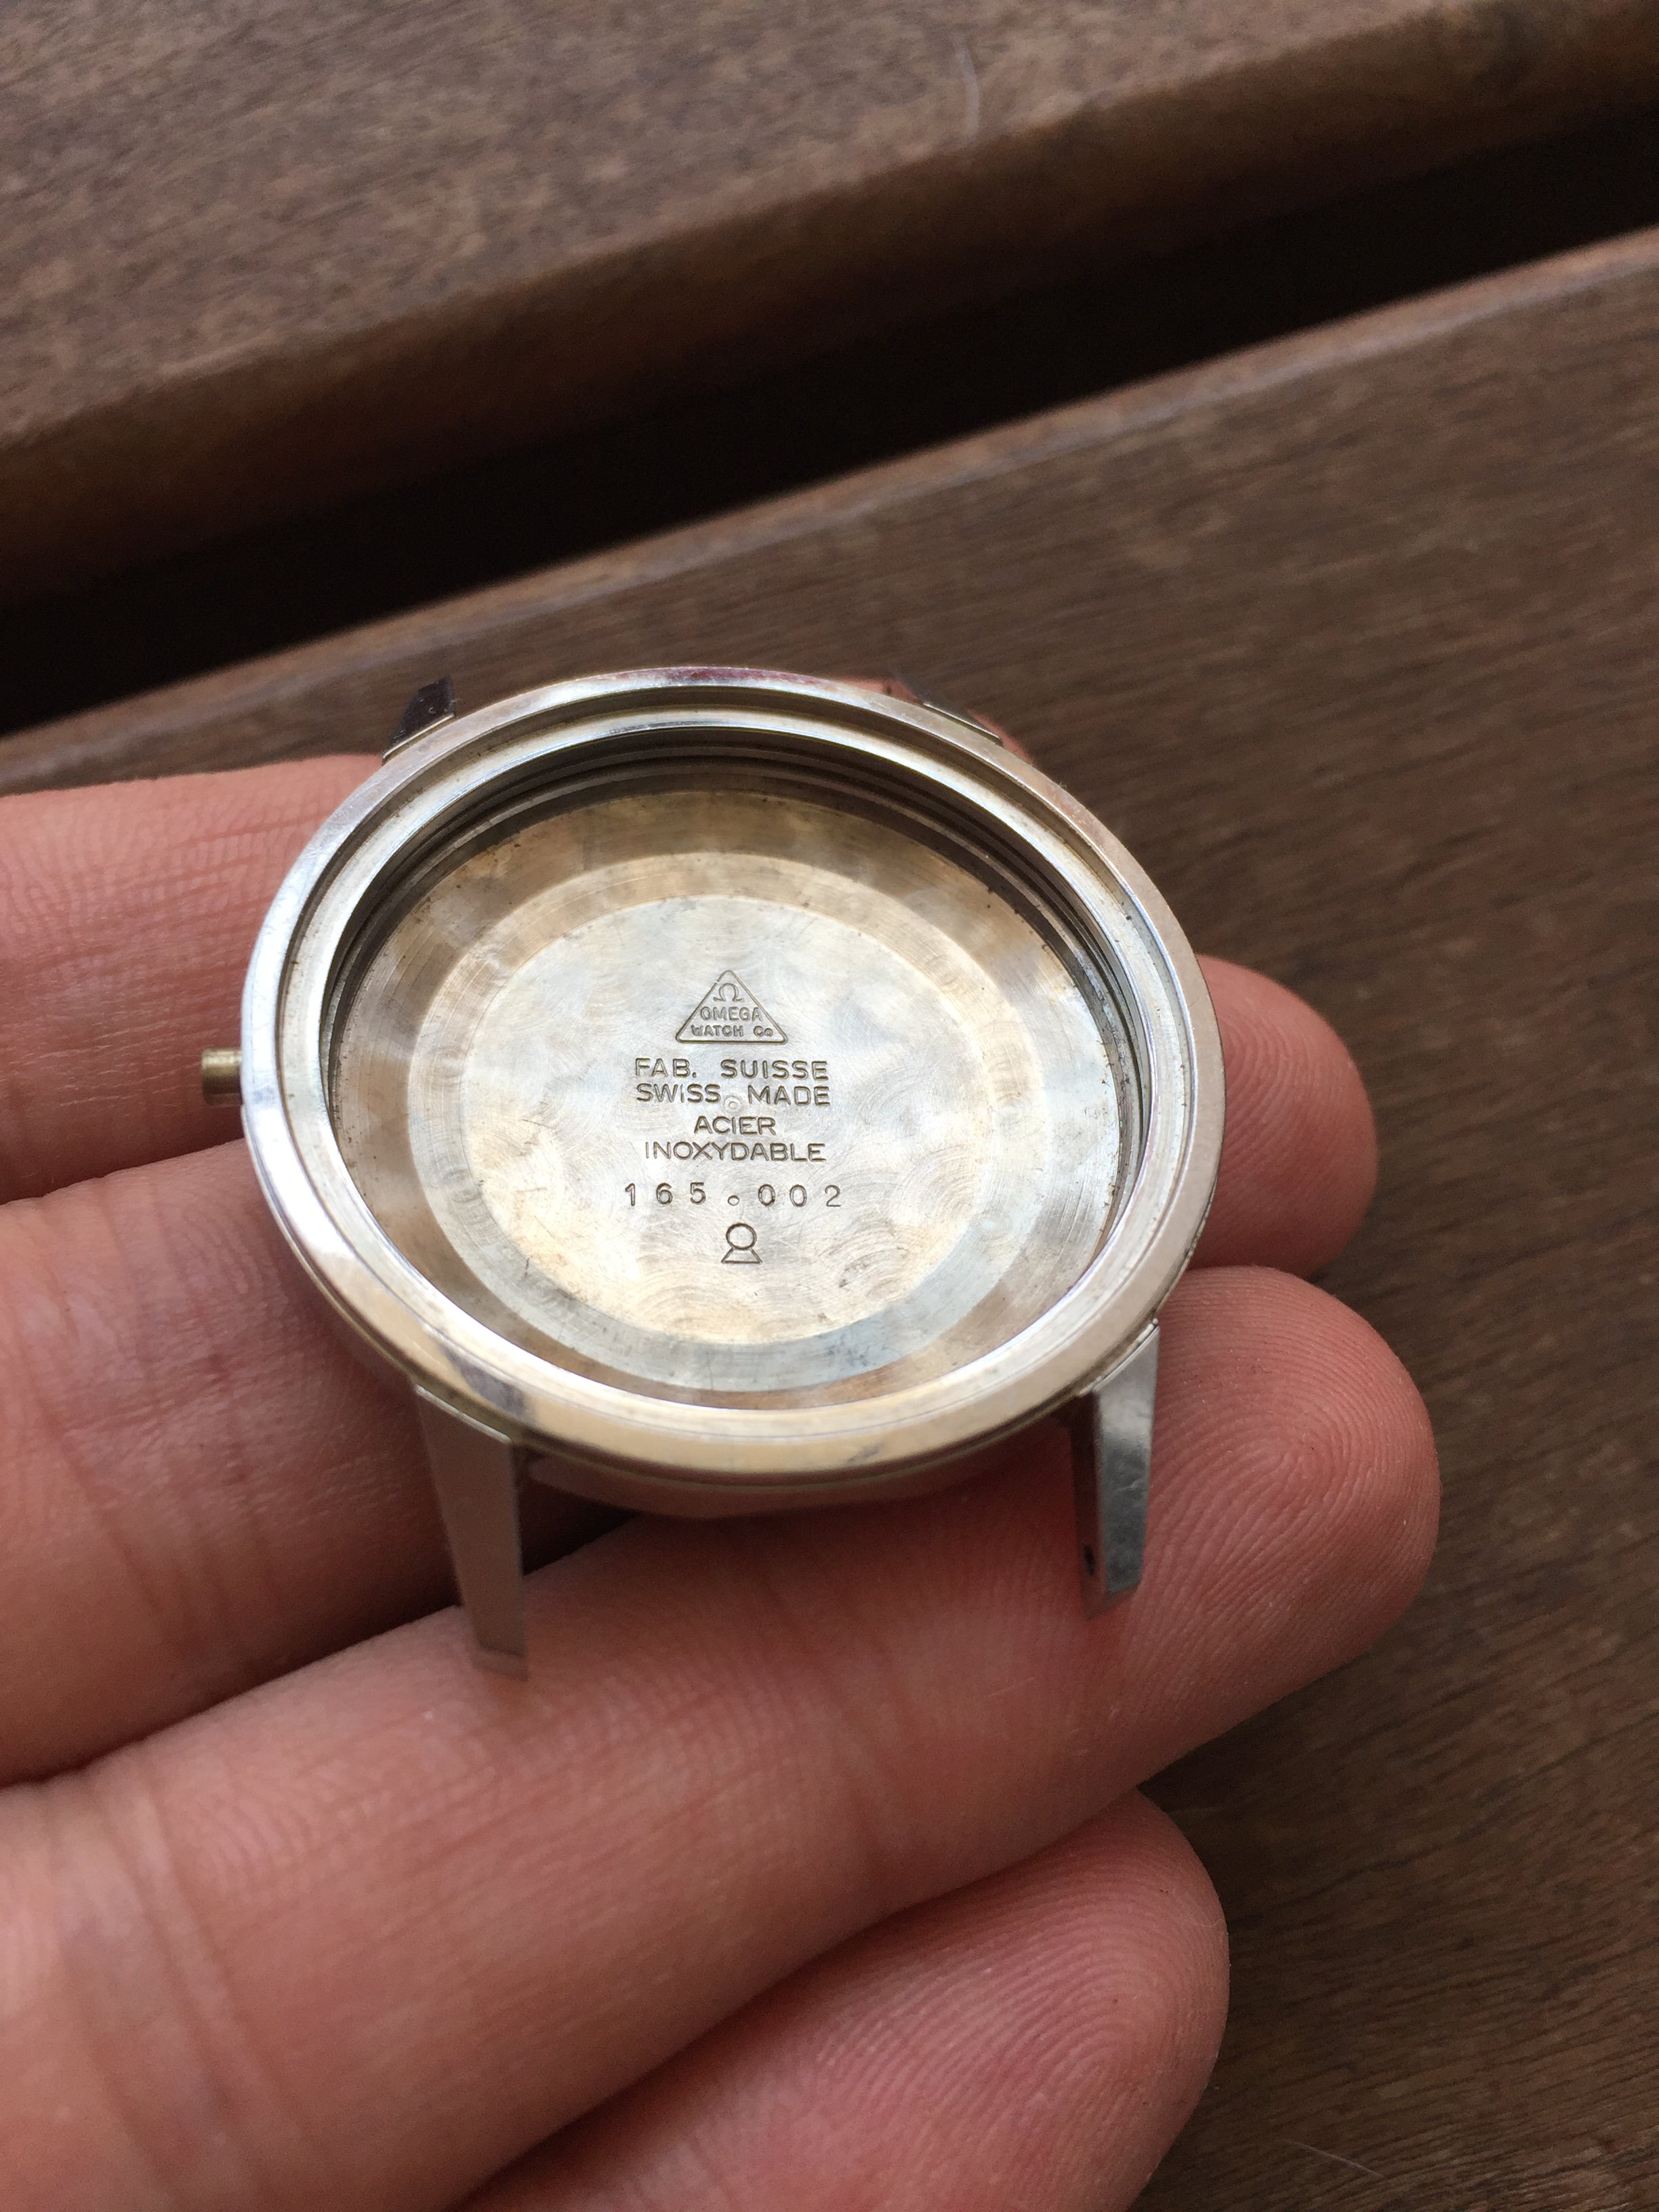 Ω
OMEGA
WATCH Co
FAB. SUISSE
SWISS MADE
ACIER
INOXYDABLE
165.002